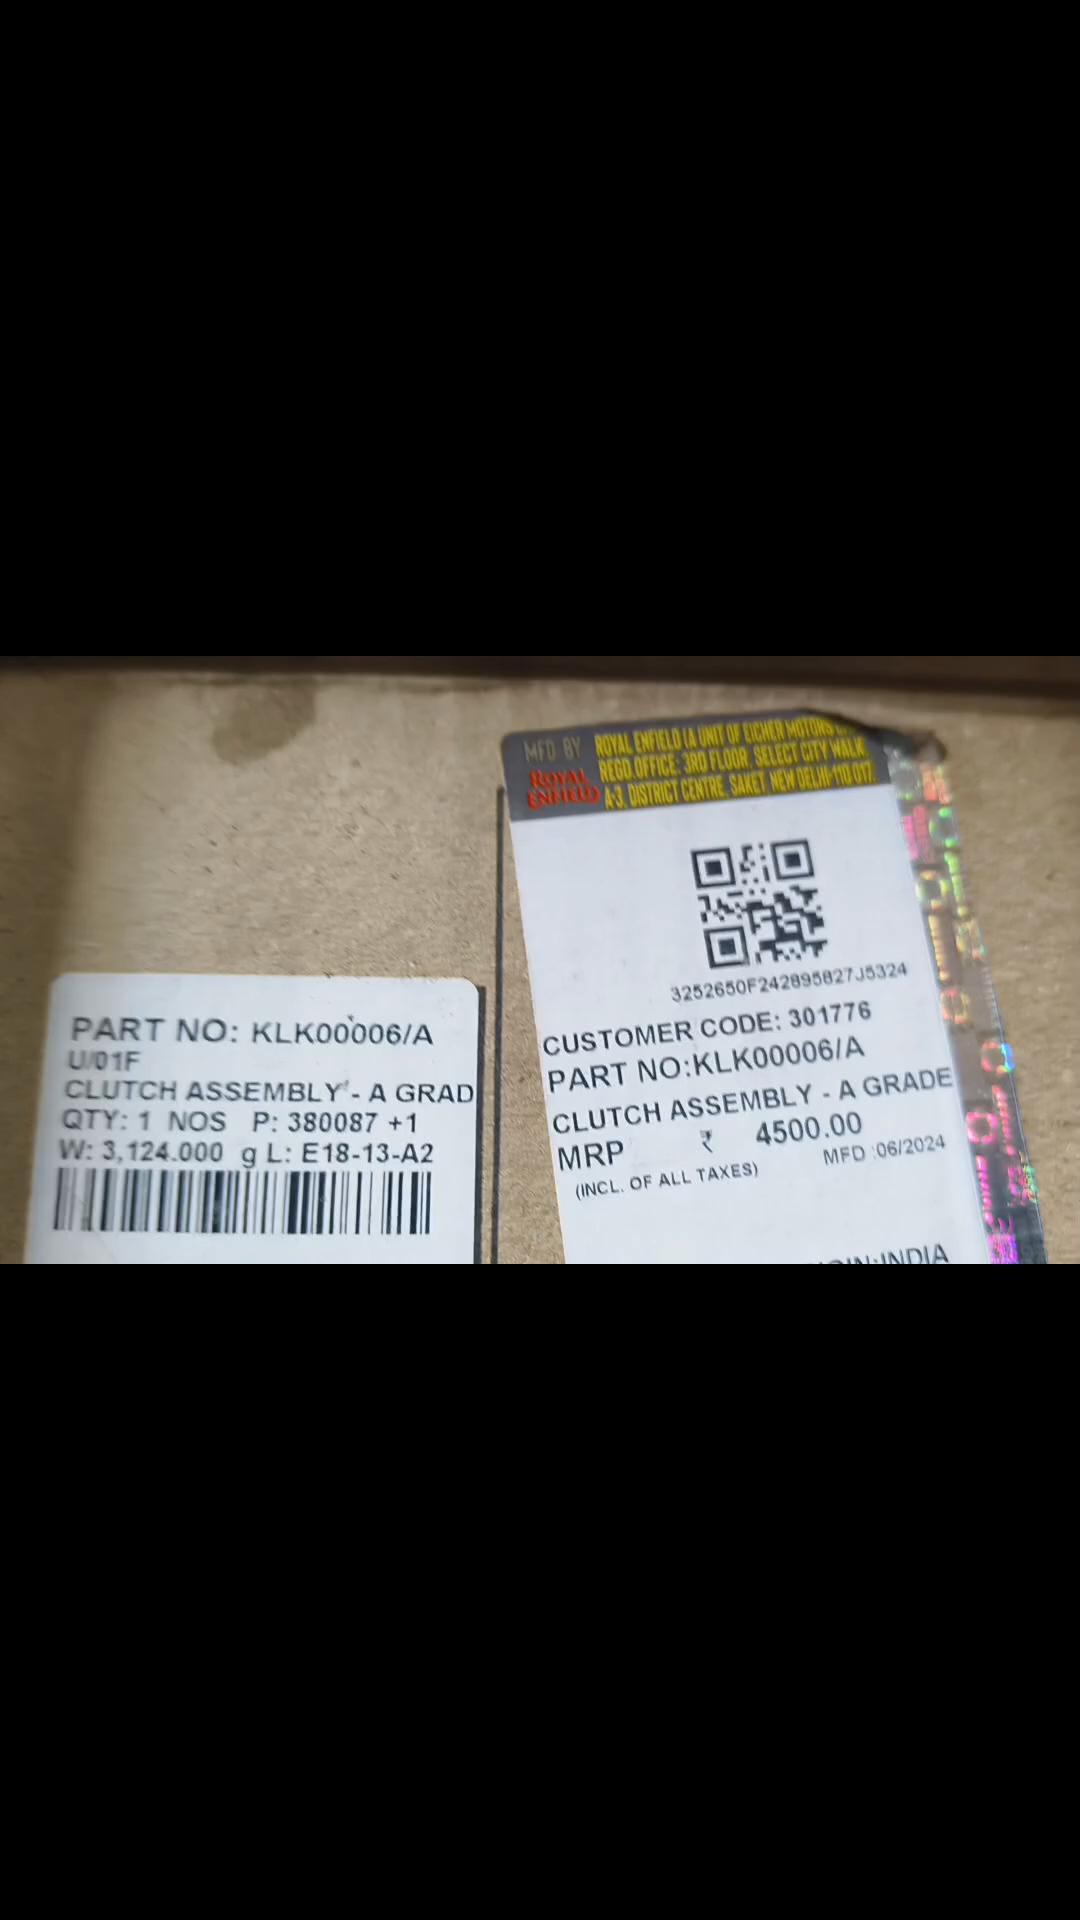 PART NO: KLK00006/A
U/01F
CLUTCH ASSEMBLY - A GRAD
QTY: 1 NOS P: 380087 +1
W: 3,124.000 g L: E18-13-A2
MFD BY
ROYAL ENFIELD
ROYAL ENFIELD (A UNIT OF EICHER MOTORS
REGD.OFFICE: 3RD FLOOR, SELECT CITY WALK,
A-3, DISTRICT CENTRE, SAKET, NEW DELHI-110 017.
3252650F242895827J5324
CUSTOMER CODE: 301776
PART NO:KLK00006/A
CLUTCH ASSEMBLY - A GRADE
MRP ₹ 4500.00
(INCL. OF ALL TAXES) MFD :06/2024
INDIA